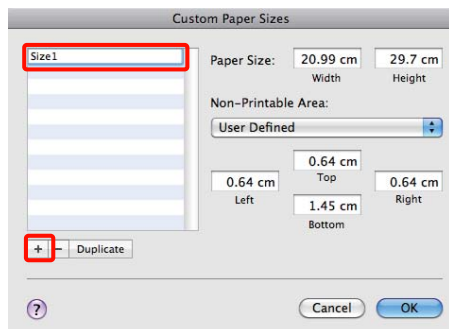 Custom Paper Sizes
Size1
Paper Size:
20.99 cm
29.7 cm
Width
Height
Non-Printable Area:
User Defined
0.64 cm
Top
0.64 cm
0.64 cm
Left
Right
1.45 cm
Bottom
+ − Duplicate
?
Cancel
OK